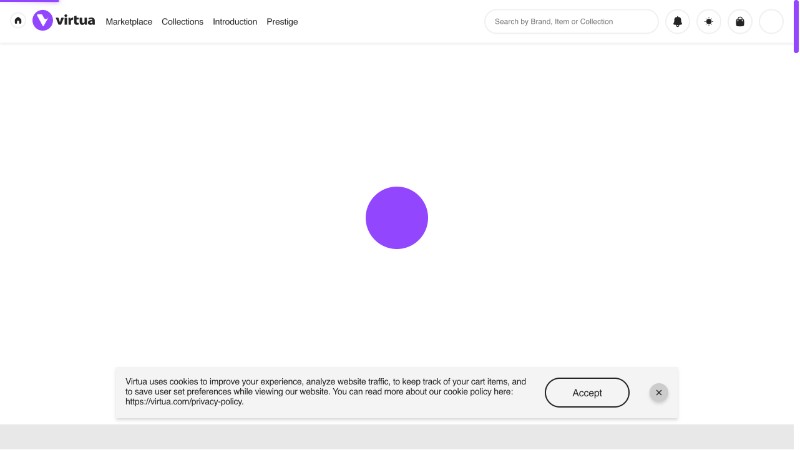 virtua Marketplace Collections Introduction Prestige Search by Brand, Item or Collection
Virtua uses cookies to improve your experience, analyze website traffic, to keep track of your cart items, and
to save user set preferences while viewing our website. You can read more about our cookie policy here:
https://virtua.com/privacy-policy.
Accept